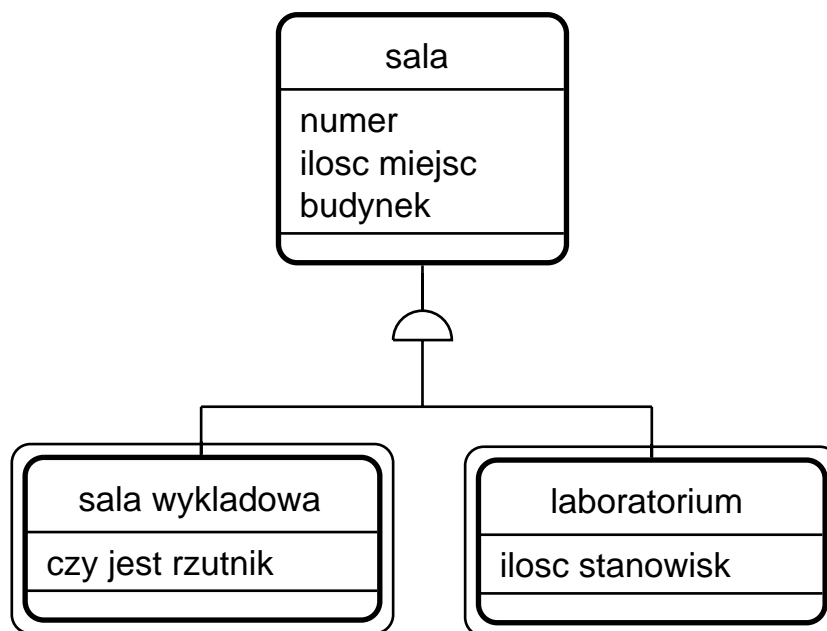 sala
numer
ilosc miejsc
budynek
sala wykladowa
czy jest rzutnik
laboratorium
ilosc stanowisk